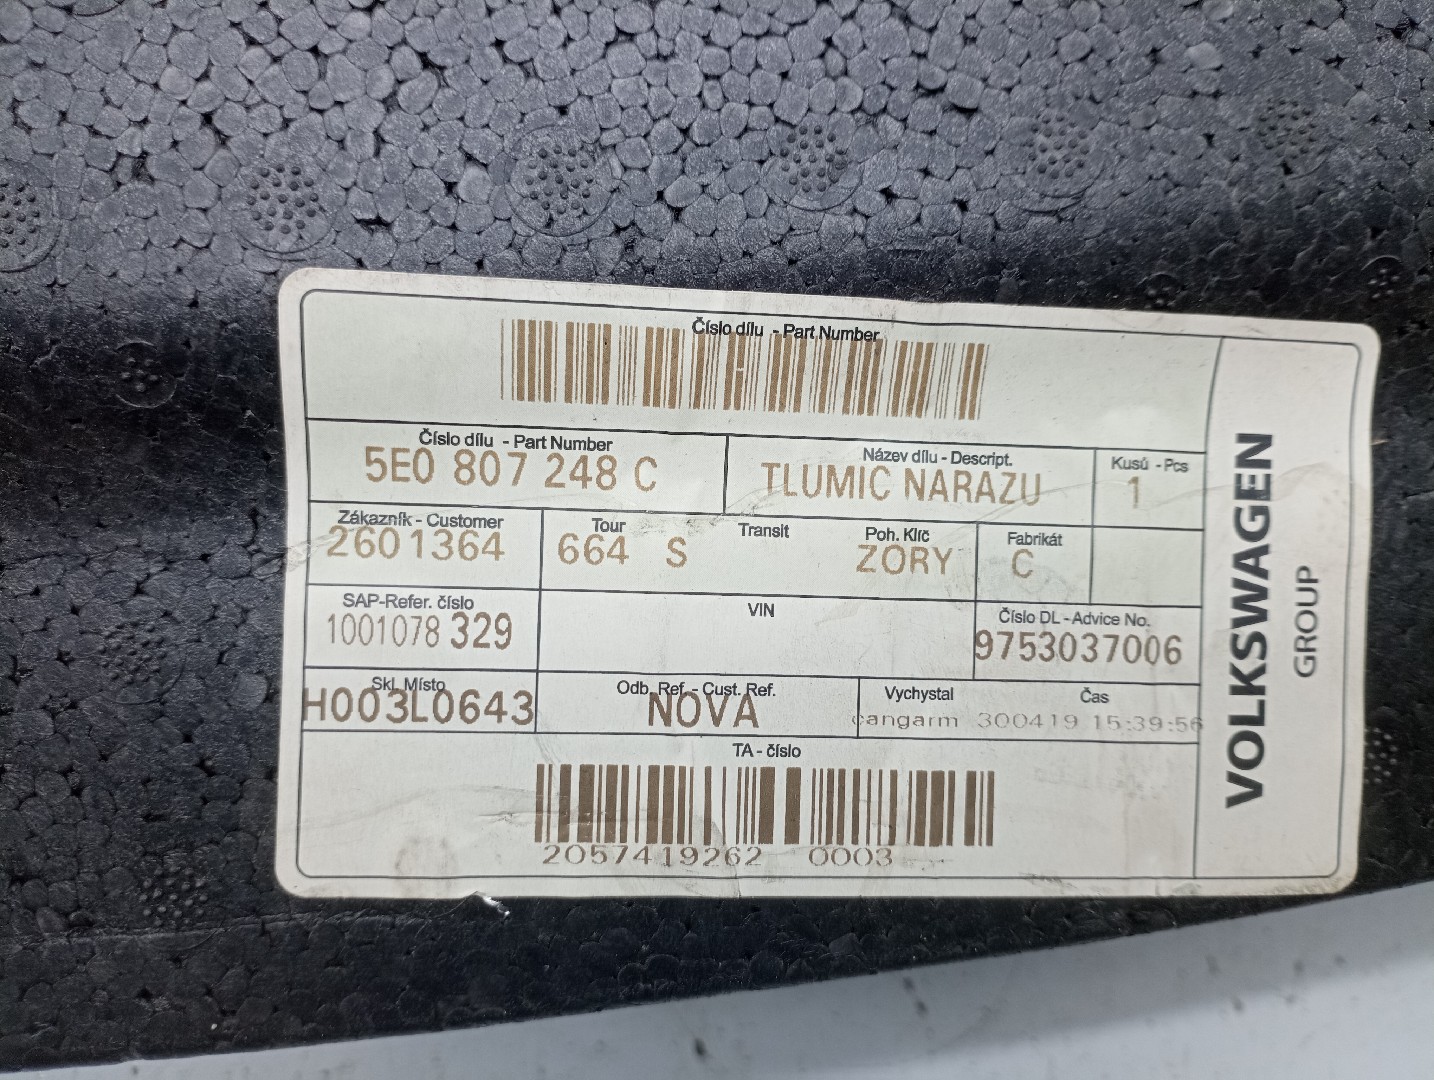 Číslo dílu - Part Number
Číslo dílu - Part Number
5E0 807 248 C
Název dílu - Descript.
TLUMIC NARAZU
Kusů - Pcs
1
Zákazník - Customer
2601364
Tour
664 S
Transit
Poh. Klíč
ZORY
Fabrikát
C
SAP-Refer. číslo
1001078 329
VIN
Číslo DL - Advice No.
9753037006
Skl. Místo
H003L0643
Odb. Ref. - Cust. Ref.
NOVA
Vychystal
cangarm
Čas
300419 15:39:56
TA - číslo
2057419262 0003
VOLKSWAGEN
GROUP